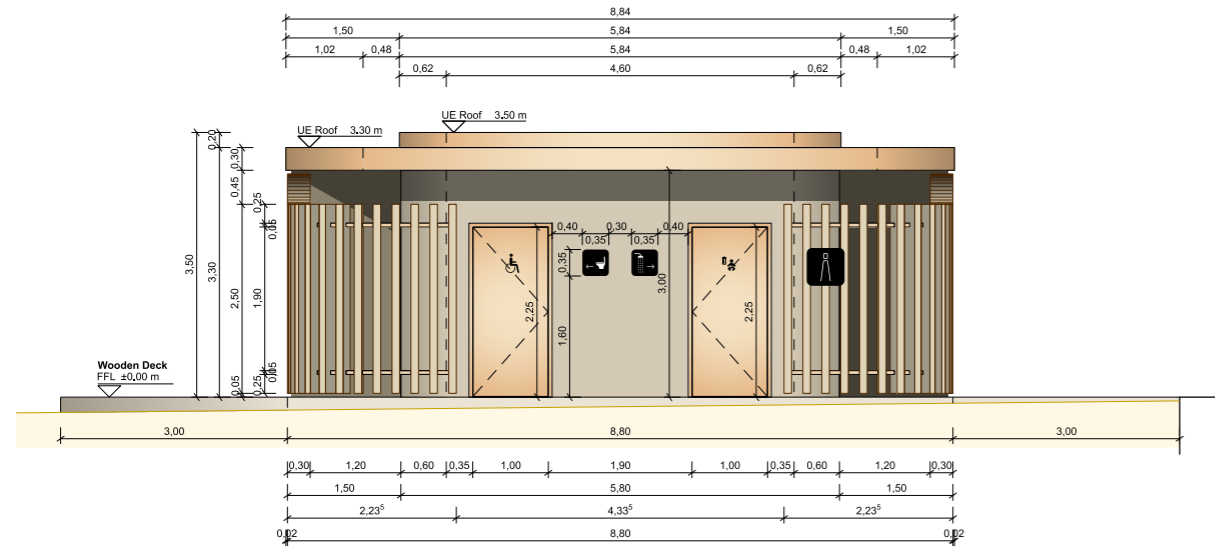 8,84
1,50 5,84 1,50
1,02 0,48 5,84 0,48 1,02
0,62 4,60 0,62
UE Roof 3.50 m
UE Roof 3.30 m
0,20
0,30
0,45
0,25
0,05
3,50
3,30
2,50
1,90
0,05
0,25
0,05
0,40 0,30 0,40
0,35 0,35
0,35
3,00
2,25
1,60
2,25
Wooden Deck
FFL ±0.00 m
3,00 8,80 3,00
0,30 1,20 0,60 0,35 1,00 1,90 1,00 0,35 0,60 1,20 0,30
1,50 5,80 1,50
2,23⁵ 4,33⁵ 2,23⁵
0,02 8,80 0,02